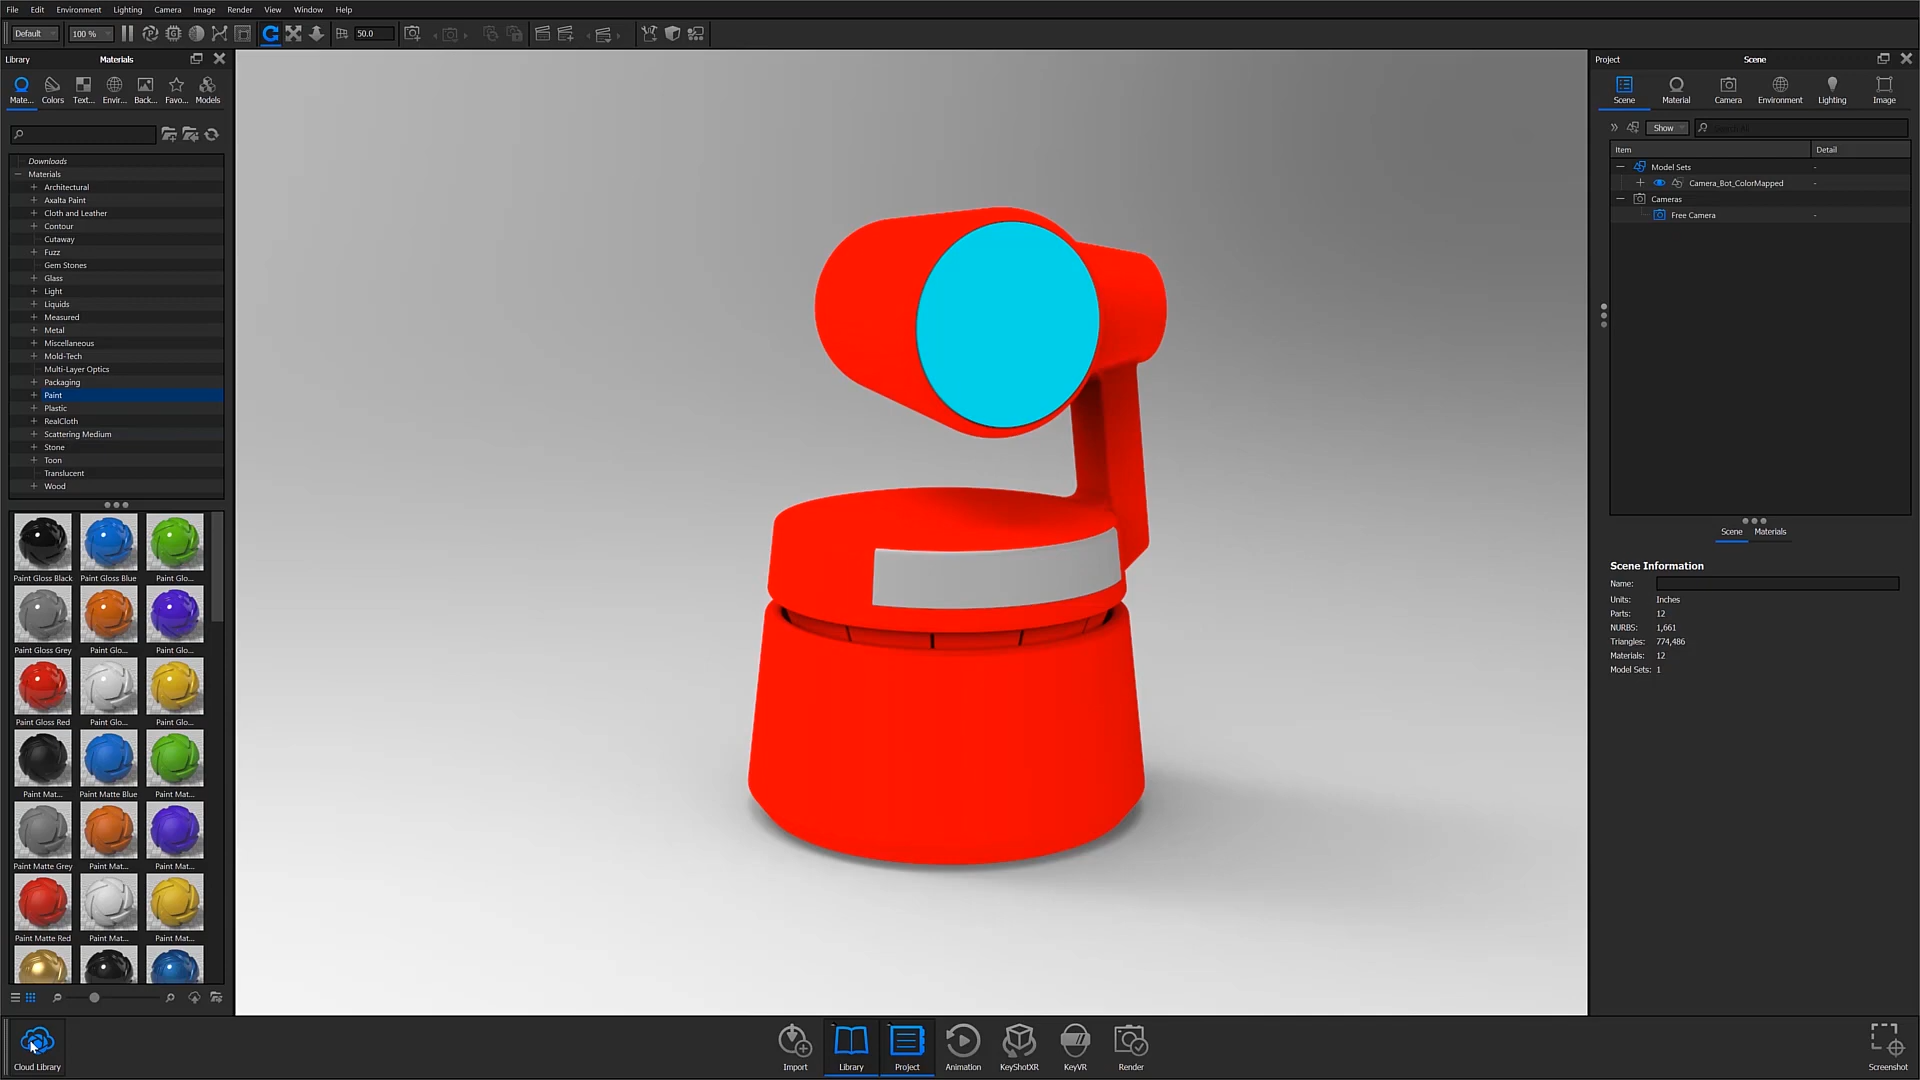 File Edit Environment Lighting Camera Image Render View Window Help
Default 100 % 50.0
Library Materials
Mate... Colors Text... Envir... Back... Favo... Models
Downloads
Materials
Architectural
Axalta Paint
Cloth and Leather
Contour
Cutaway
Fuzz
Gem Stones
Glass
Light
Liquids
Measured
Metal
Miscellaneous
Mold-Tech
Multi-Layer Optics
Packaging
Paint
Plastic
RealCloth
Scattering Medium
Stone
Toon
Translucent
Wood
Paint Gloss Black Paint Gloss Blue Paint Glo...
Paint Gloss Grey Paint Glo... Paint Glo...
Paint Gloss Red Paint Glo... Paint Glo...
Paint Mat... Paint Matte Blue Paint Mat...
Paint Matte Grey Paint Mat... Paint Mat...
Paint Matte Red Paint Mat... Paint Mat...
Project Scene
Scene Material Camera Environment Lighting Image
Show
Item Detail
Model Sets -
Camera_Bot_ColorMapped -
Cameras
Free Camera -
Scene Materials
Scene Information
Name:
Units: Inches
Parts: 12
NURBS: 1,661
Triangles: 774,486
Materials: 12
Model Sets: 1
Cloud Library Import Library Project Animation KeyShotXR KeyVR Render Screenshot